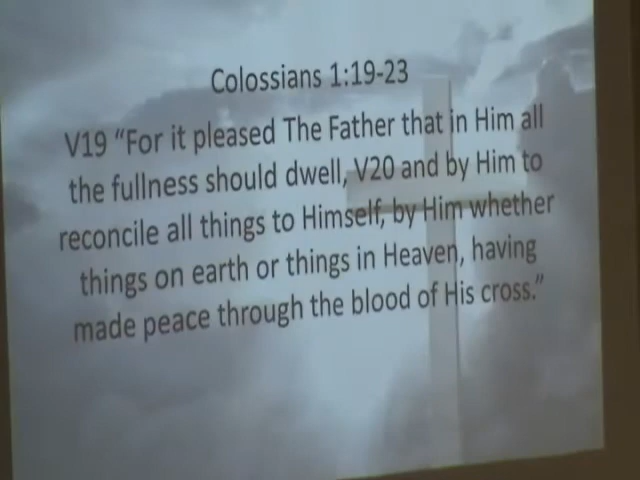 Colossians 1:19-23
V19 “For it pleased The Father that in Him all
the fullness should dwell, V20 and by Him to
reconcile all things to Himself, by Him whether
things on earth or things in Heaven, having
made peace through the blood of His cross.”